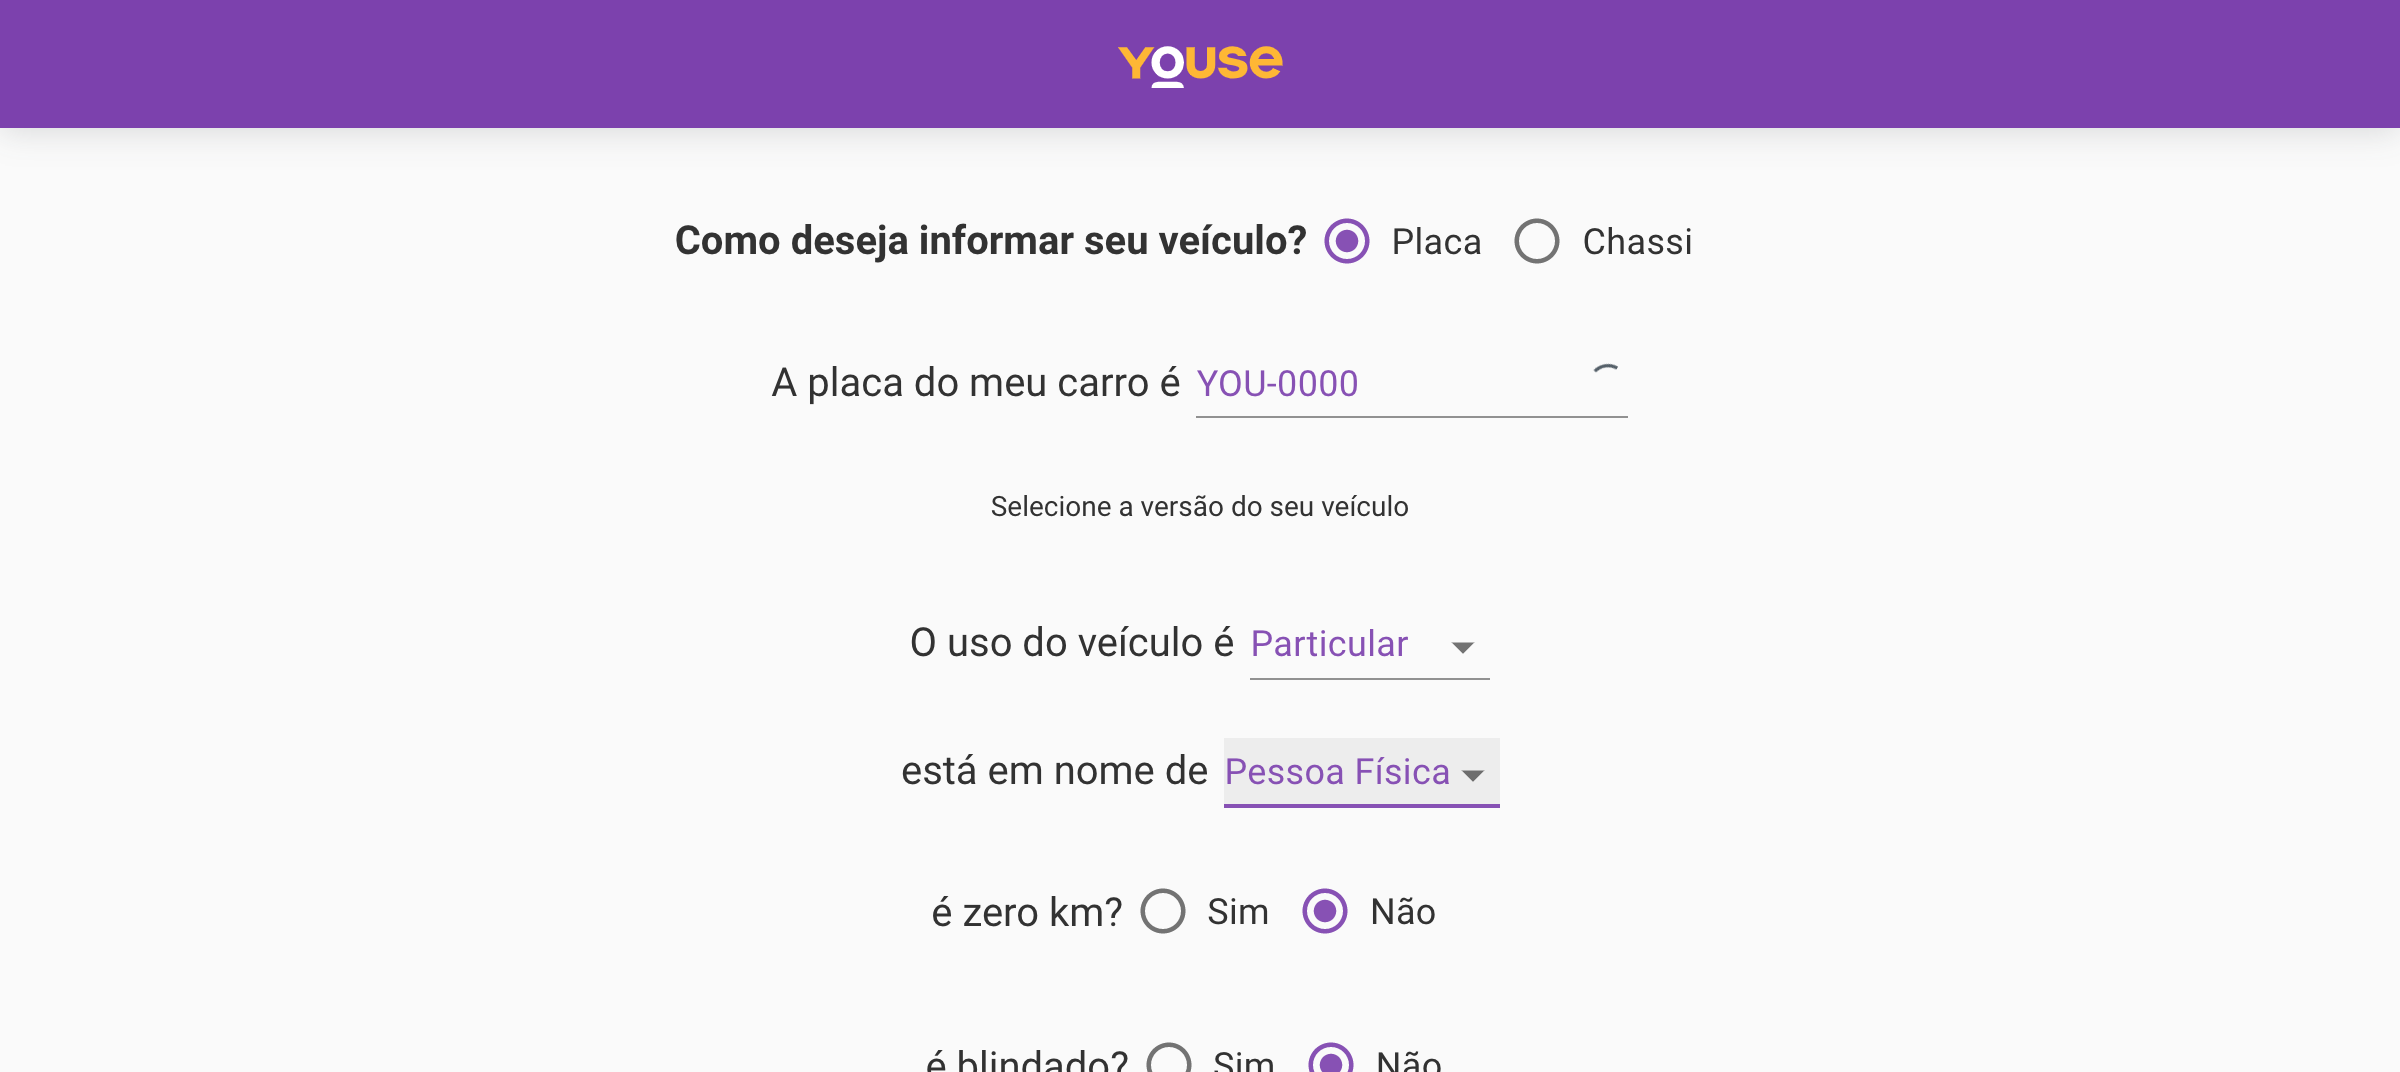 YOUSE
Como deseja informar seu veículo? Placa Chassi
A placa do meu carro é YOU-0000
Selecione a versão do seu veículo
O uso do veículo é Particular
está em nome de Pessoa Física
é zero km? Sim Não
é blindado? Sim Não